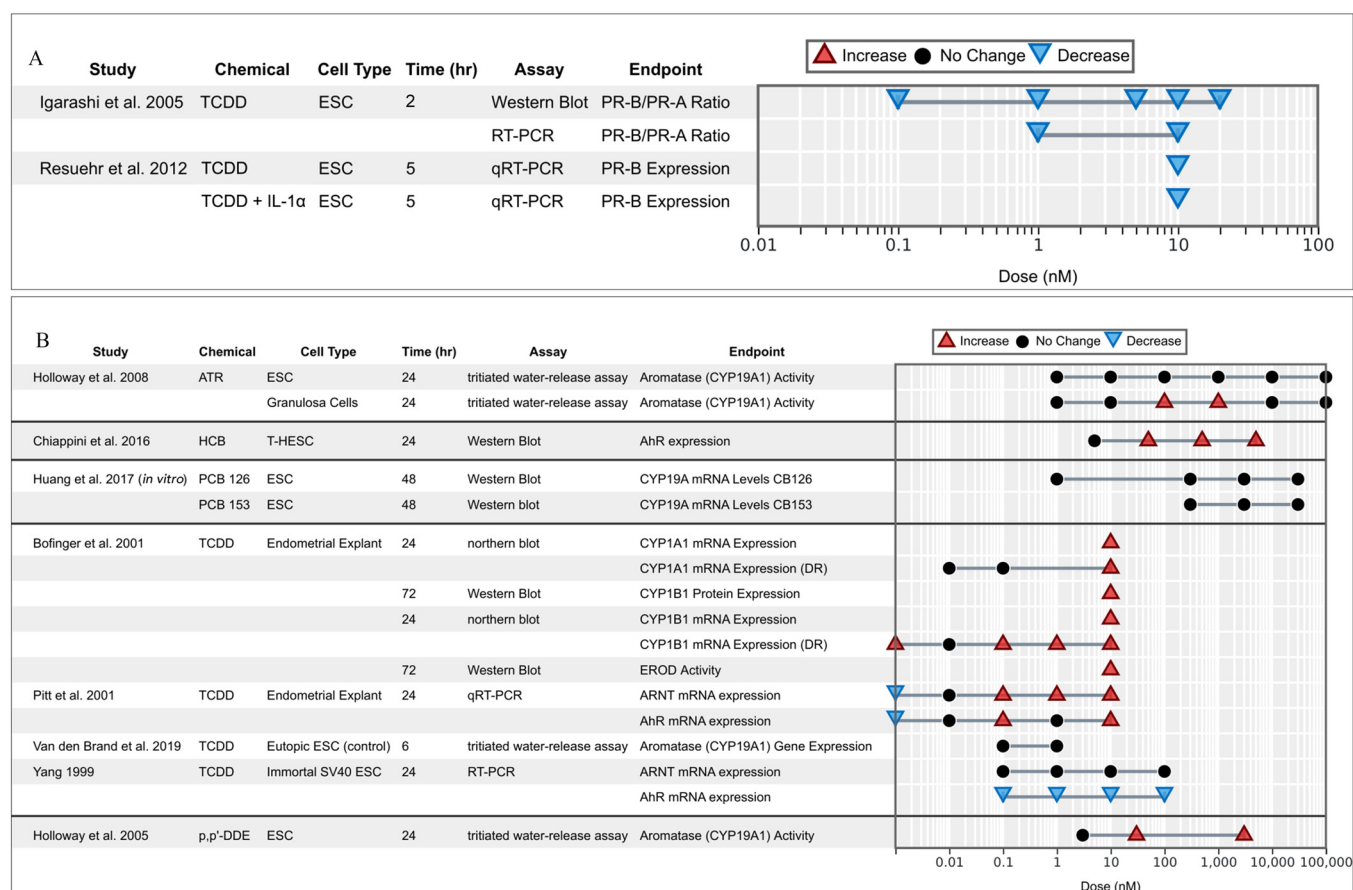 A
Increase No Change Decrease
Study Chemical Cell Type Time (hr) Assay Endpoint
Igarashi et al. 2005 TCDD ESC 2 Western Blot PR-B/PR-A Ratio
RT-PCR PR-B/PR-A Ratio
Resuehr et al. 2012 TCDD ESC 5 qRT-PCR PR-B Expression
TCDD + IL-1α ESC 5 qRT-PCR PR-B Expression
0.01 0.1 1 10 100
Dose (nM)
B
Increase No Change Decrease
Study Chemical Cell Type Time (hr) Assay Endpoint
Holloway et al. 2008 ATR ESC 24 tritiated water-release assay Aromatase (CYP19A1) Activity
Granulosa Cells 24 tritiated water-release assay Aromatase (CYP19A1) Activity
Chiappini et al. 2016 HCB T-HESC 24 Western Blot AhR expression
Huang et al. 2017 (in vitro) PCB 126 ESC 48 Western Blot CYP19A mRNA Levels CB126
PCB 153 ESC 48 Western blot CYP19A mRNA Levels CB153
Bofinger et al. 2001 TCDD Endometrial Explant 24 northern blot CYP1A1 mRNA Expression
CYP1A1 mRNA Expression (DR)
72 Western Blot CYP1B1 Protein Expression
24 northern blot CYP1B1 mRNA Expression
CYP1B1 mRNA Expression (DR)
72 Western Blot EROD Activity
Pitt et al. 2001 TCDD Endometrial Explant 24 qRT-PCR ARNT mRNA expression
AhR mRNA expression
Van den Brand et al. 2019 TCDD Eutopic ESC (control) 6 tritiated water-release assay Aromatase (CYP19A1) Gene Expression
Yang 1999 TCDD Immortal SV40 ESC 24 RT-PCR ARNT mRNA expression
AhR mRNA expression
Holloway et al. 2005 p,p'-DDE ESC 24 tritiated water-release assay Aromatase (CYP19A1) Activity
0.01 0.1 1 10 100 1,000 10,000 100,000
Dose (nM)